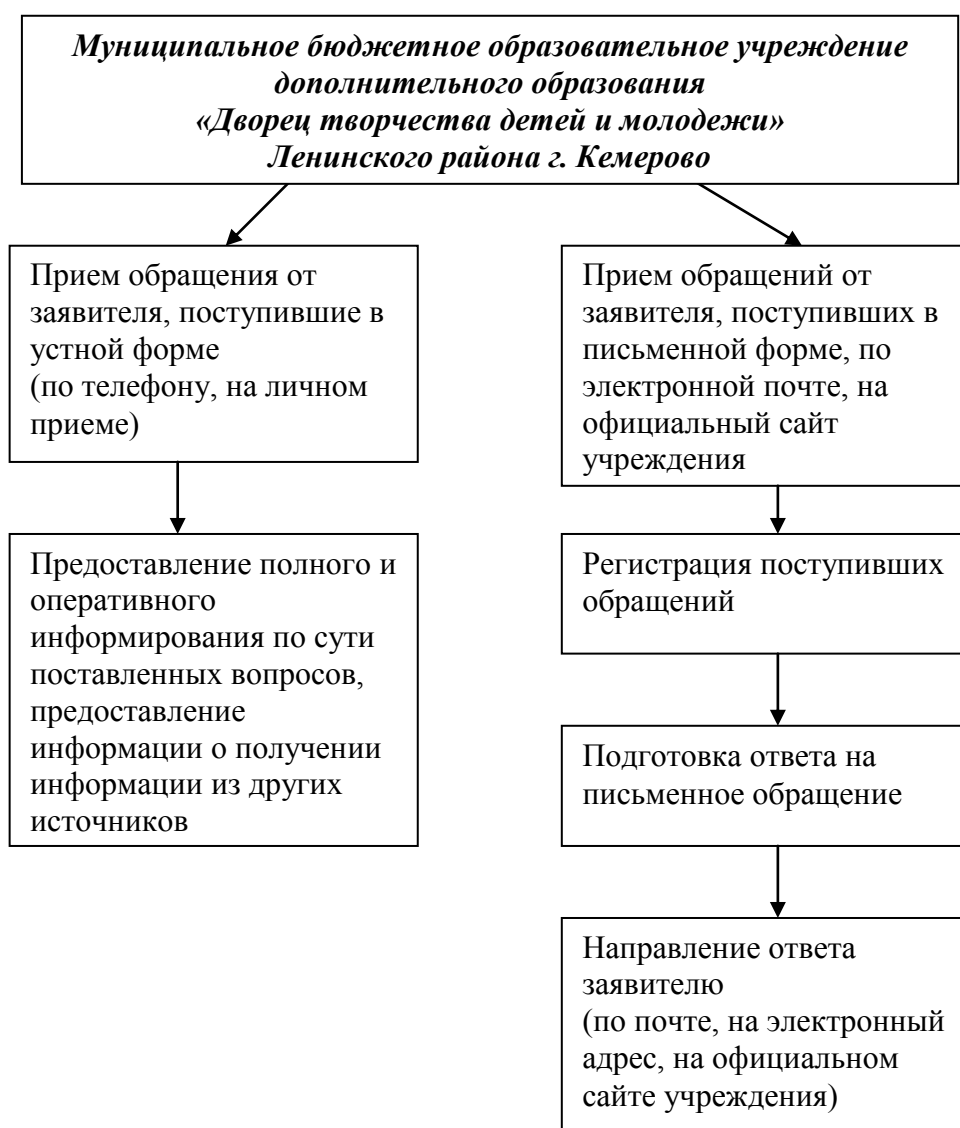 Муниципальное бюджетное образовательное учреждение
дополнительного образования
«Дворец творчества детей и молодежи»
Ленинского района г. Кемерово
Прием обращения от
заявителя, поступившие в
устной форме
(по телефону, на личном
приеме)
Предоставление полного и
оперативного
информирования по сути
поставленных вопросов,
предоставление
информации о получении
информации из других
источников
Прием обращений от
заявителя, поступивших в
письменной форме, по
электронной почте, на
официальный сайт
учреждения
Регистрация поступивших
обращений
Подготовка ответа на
письменное обращение
Направление ответа
заявителю
(по почте, на электронный
адрес, на официальном
сайте учреждения)